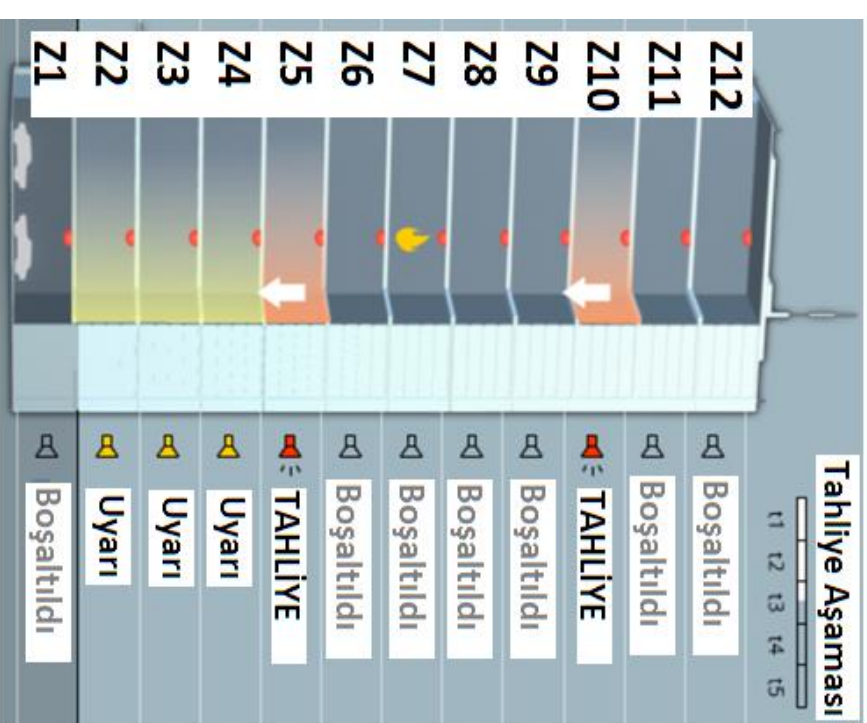 Tahliye Aşaması
t1 t2 t3 t4 t5
Z12 Boşaltıldı
Z11 Boşaltıldı
Z10 TAHLİYE
Z9 Boşaltıldı
Z8 Boşaltıldı
Z7 Boşaltıldı
Z6 Boşaltıldı
Z5 TAHLİYE
Z4 Uyarı
Z3 Uyarı
Z2 Uyarı
Z1 Boşaltıldı